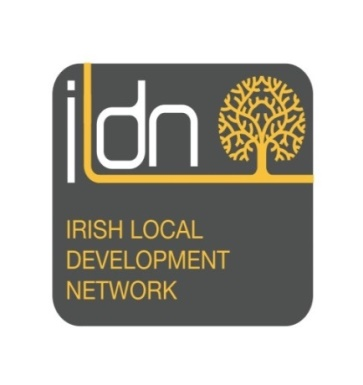 ildn
IRISH LOCAL
DEVELOPMENT
NETWORK